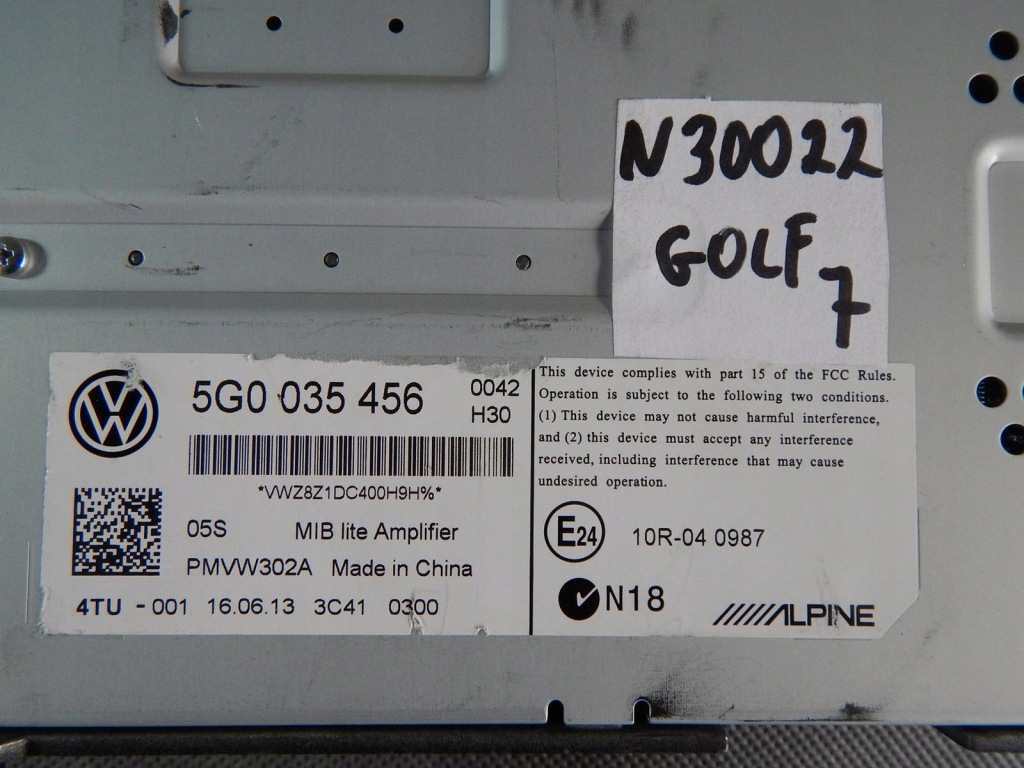 N30022
GOLF 7
5G0 035 456
0042
H30
*VWZ8Z1DC400H9H%*
05S MIB lite Amplifier
PMVW302A Made in China
4TU - 001 16.06.13 3C41 0300
This device complies with part 15 of the FCC Rules.
Operation is subject to the following two conditions.
(1) This device may not cause harmful interference,
and (2) this device must accept any interference
received, including interference that may cause
undesired operation.
E24 10R-04 0987
N18
ALPINE